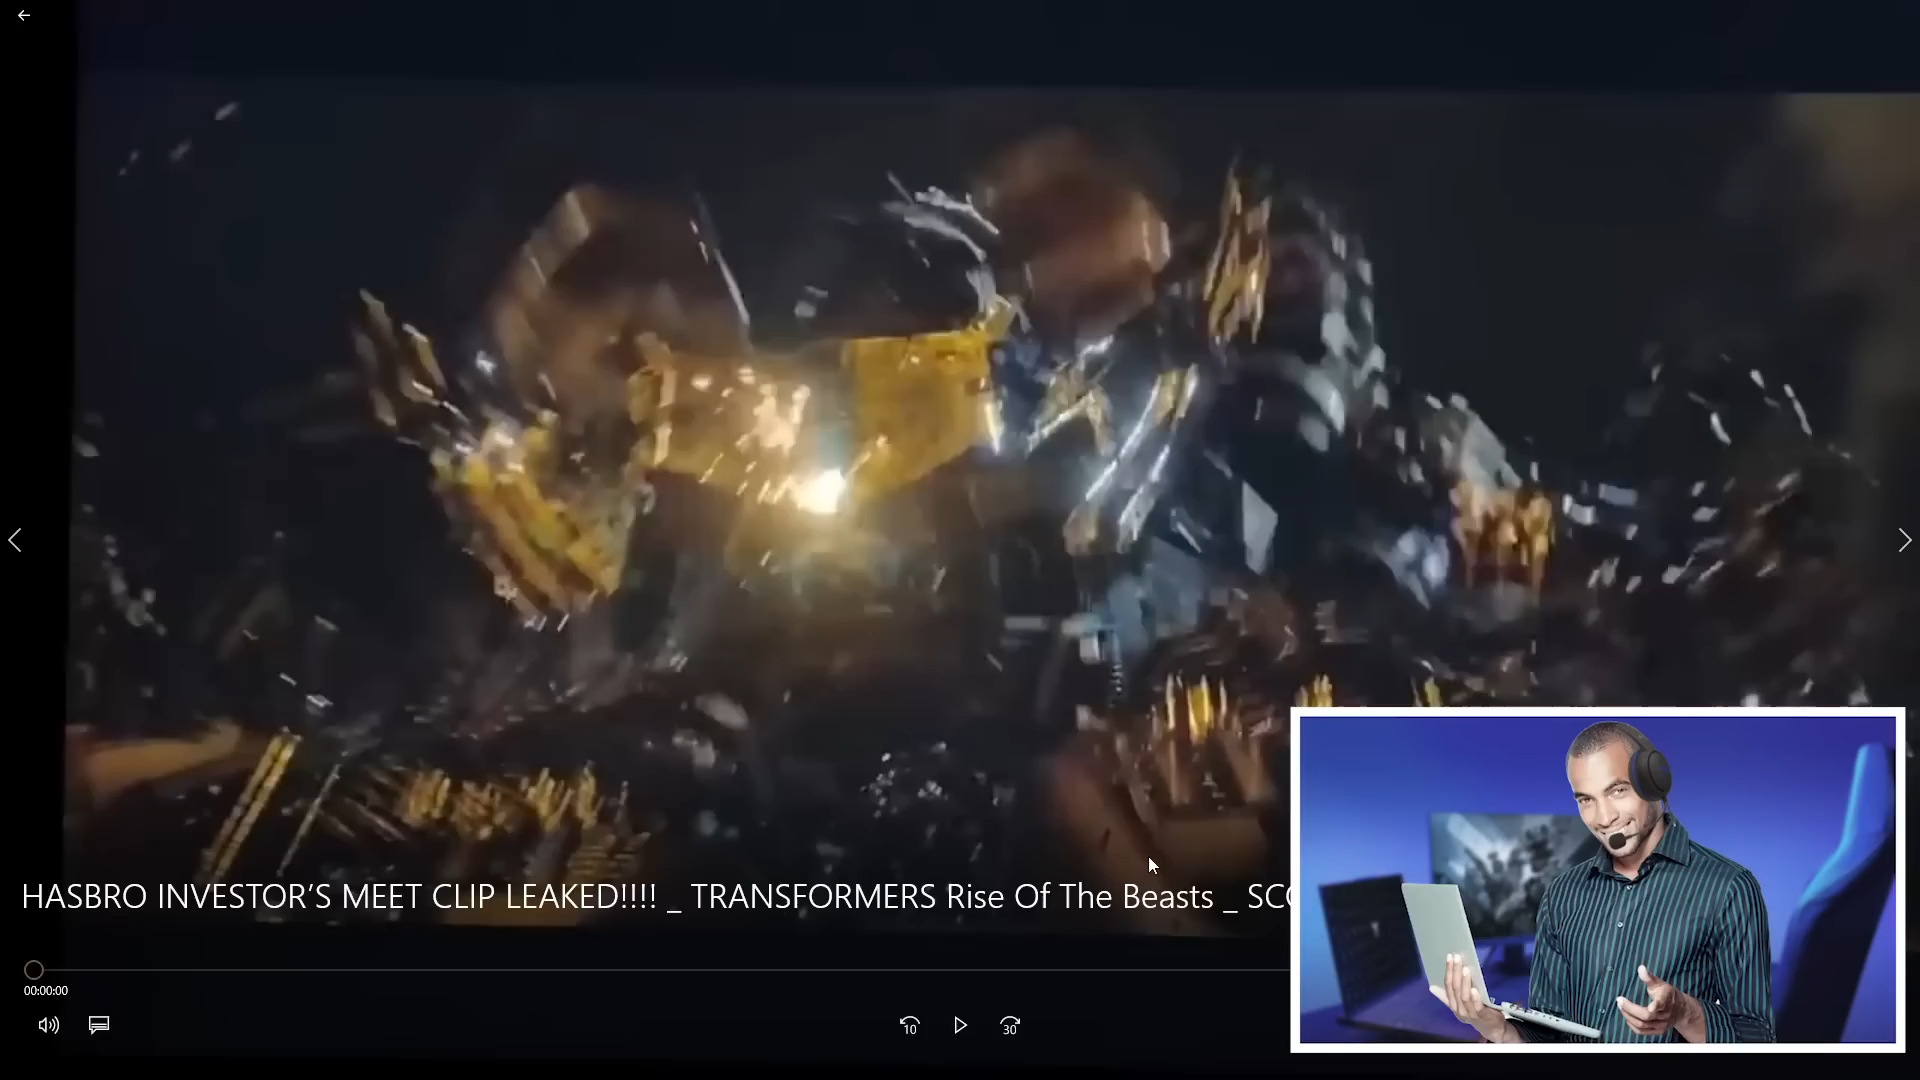 HASBRO INVESTOR’S MEET CLIP LEAKED!!!! _ TRANSFORMERS Rise Of The Beasts _
00:00:00
10
30